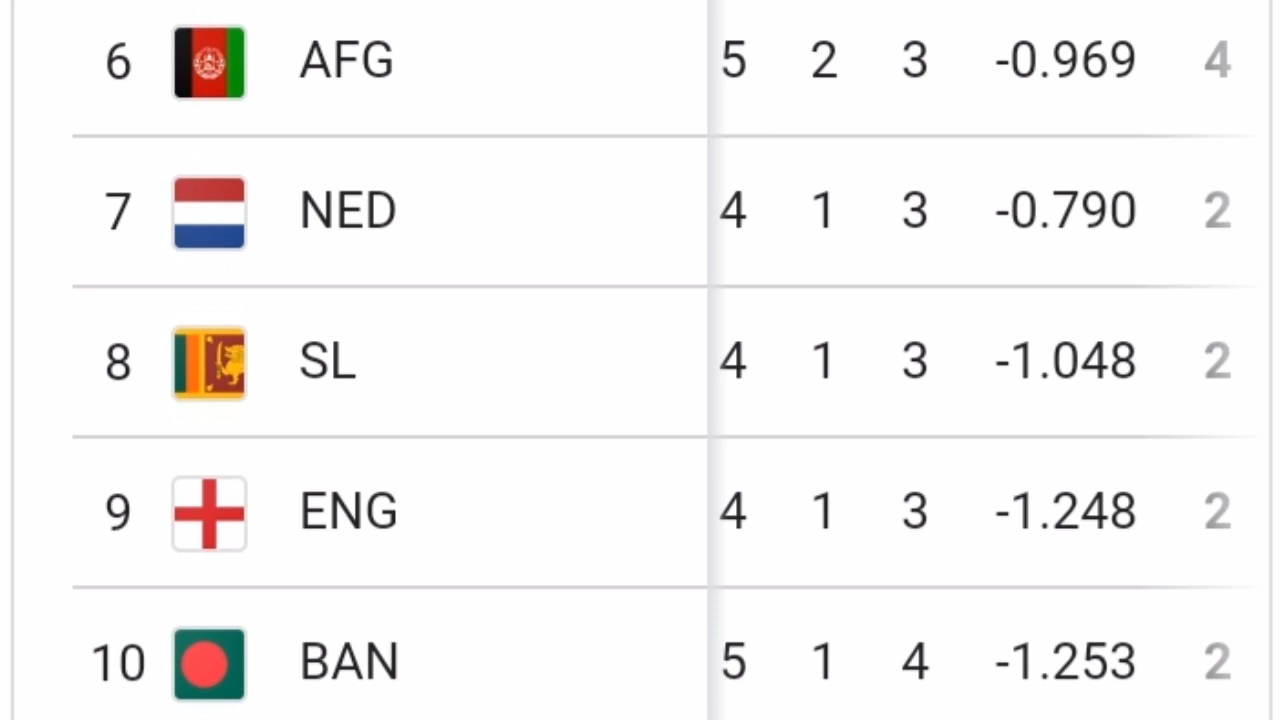 6 AFG 5 2 3 -0.969 4
7 NED 4 1 3 -0.790 2
8 SL 4 1 3 -1.048 2
9 ENG 4 1 3 -1.248 2
10 BAN 5 1 4 -1.253 2